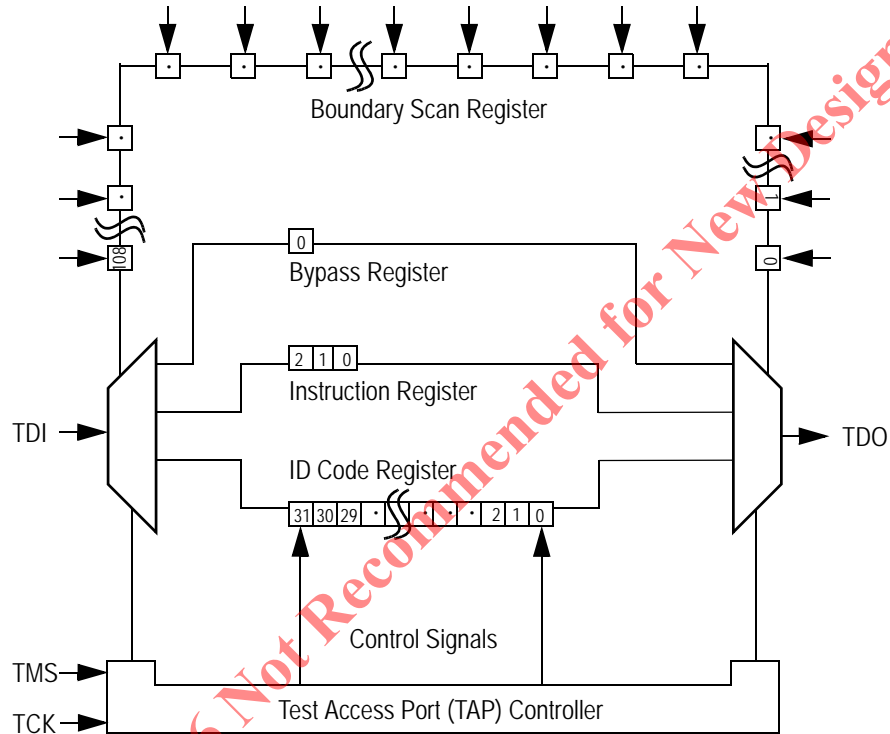 Boundary Scan Register
·
·
·
·
·
·
·
·
·
·
·
1
108
0
0
Bypass Register
2 1 0
Instruction Register
TDI
TDO
ID Code Register
31 30 29 · · · · · 2 1 0
Control Signals
TMS
TCK
Test Access Port (TAP) Controller
Not Recommended for New Design